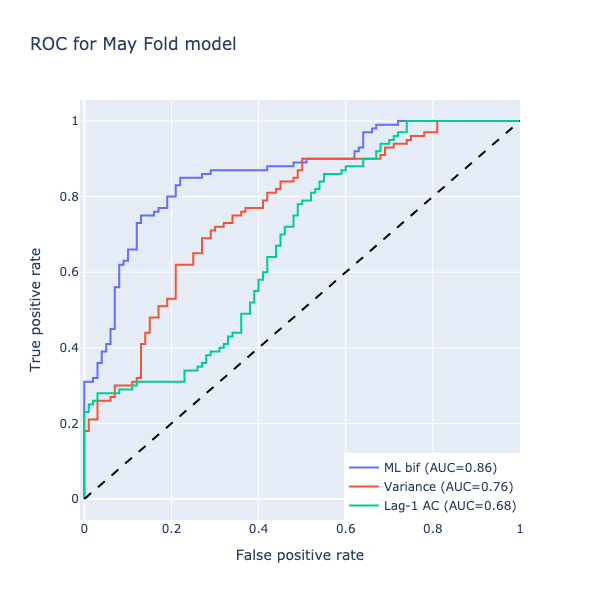 ROC for May Fold model
True positive rate
1
0.8
0.6
0.4
0.2
0
0 0.2 0.4 0.6 0.8 1
False positive rate
ML bif (AUC=0.86)
Variance (AUC=0.76)
Lag-1 AC (AUC=0.68)